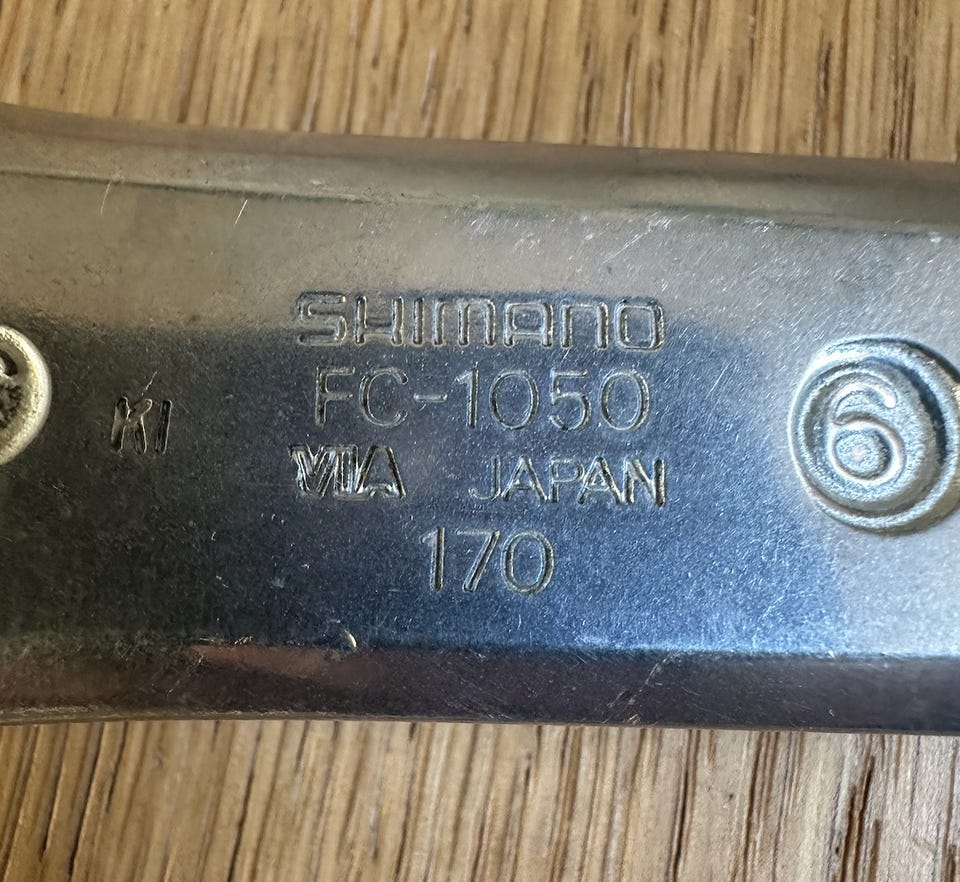 SHIMANO
FC-1050
KI
VIA JAPAN
170
6